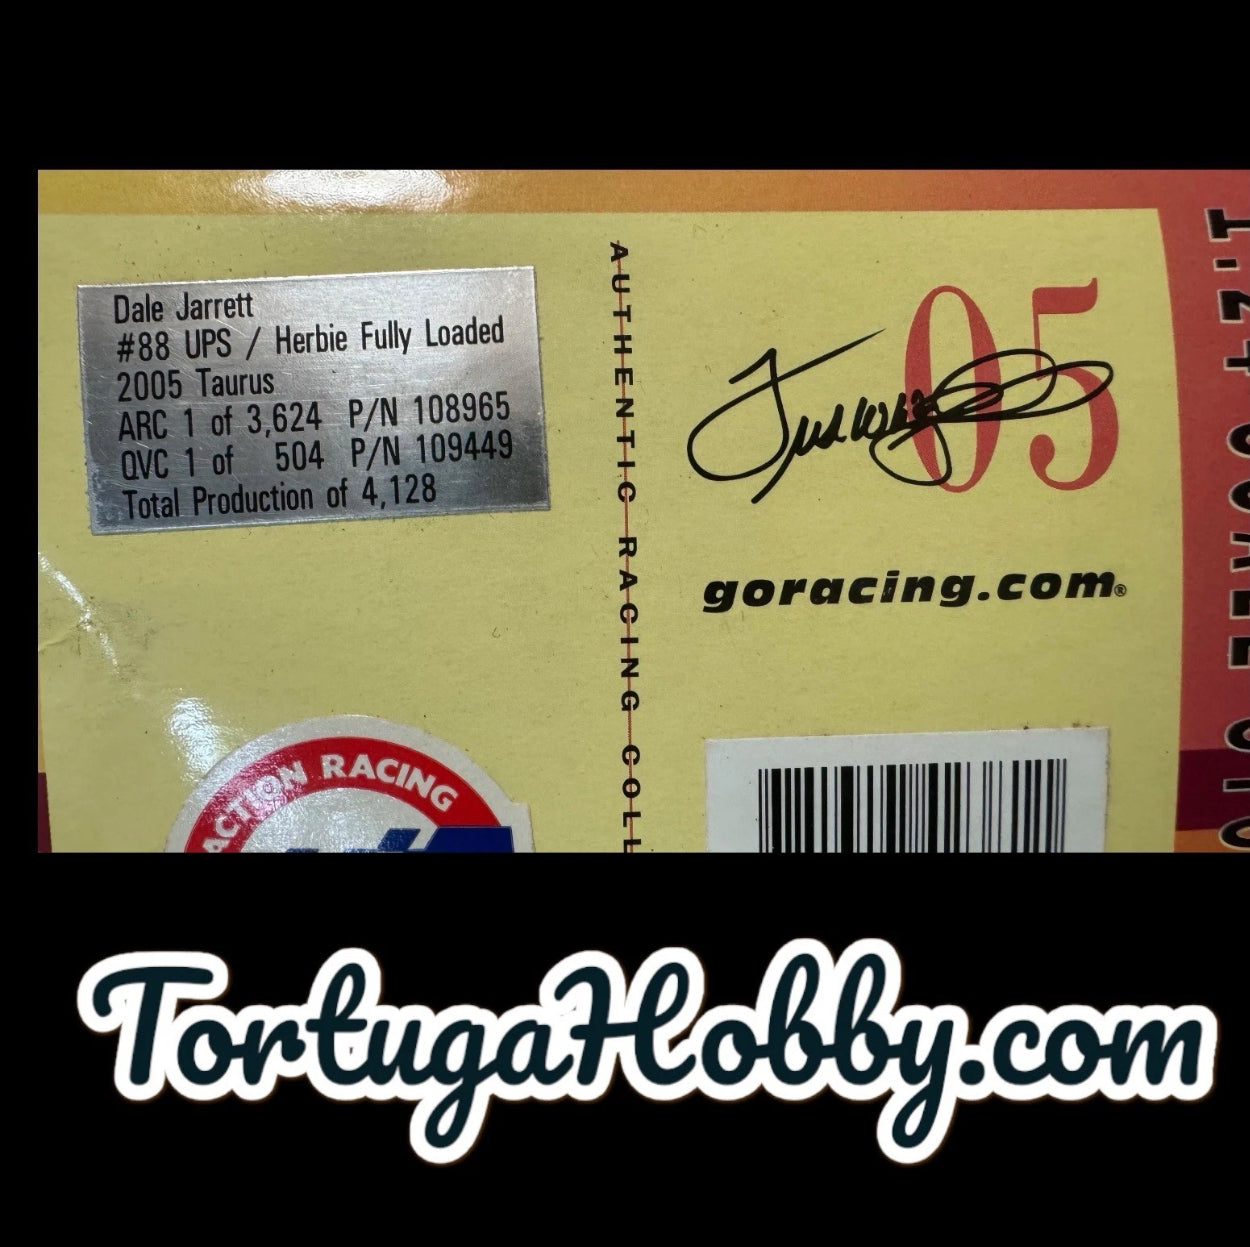 Dale Jarrett
#88 UPS / Herbie Fully Loaded
2005 Taurus
ARC 1 of 3,624 P/N 108965
QVC 1 of 504 P/N 109449
Total Production of 4,128
AUTHENTIC RACING COLL
05
goracing.com®
ACTION RACING
TortugaHobby.com